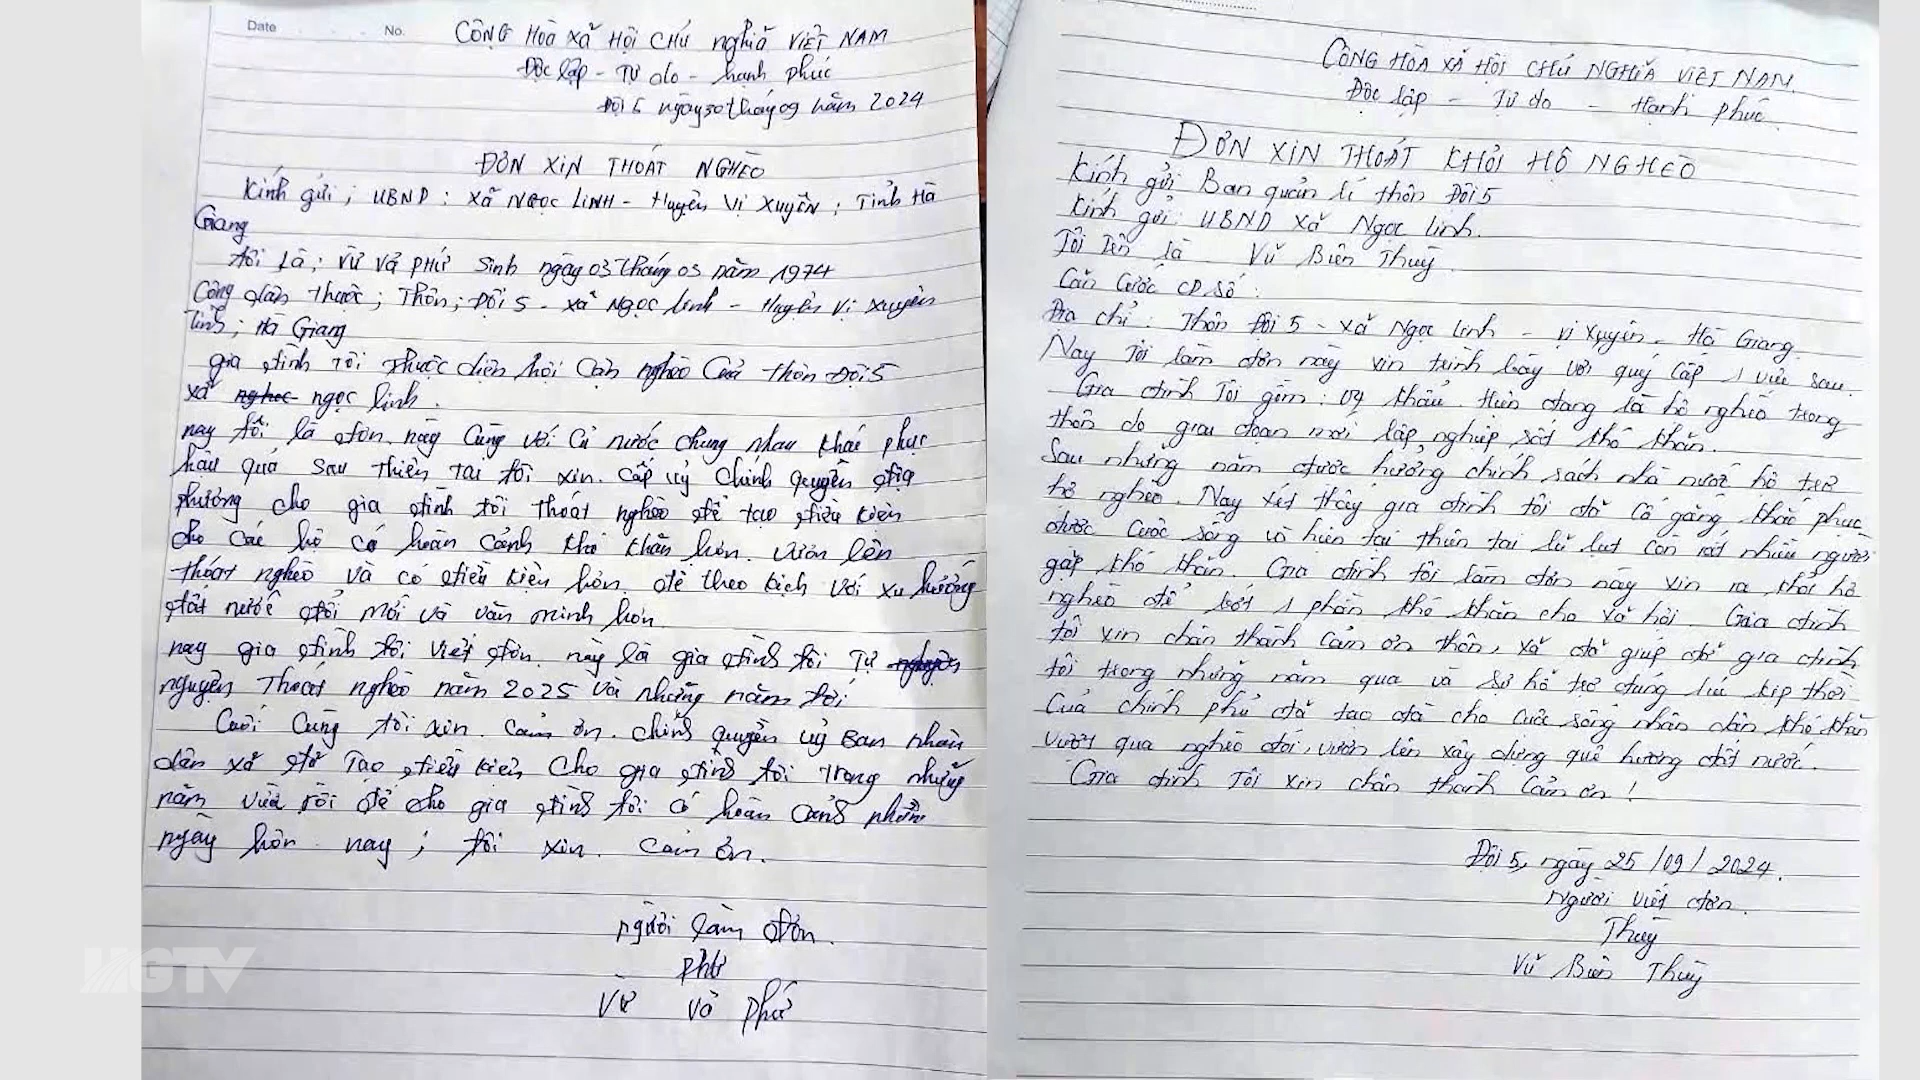 Date No.
CỘNG HÒA XÃ HỘI CHỦ nghĩa VIỆT NAM
Độc lập - Tự do - hạnh phúc
Đội 5 ngày 30 tháng 09 năm 2024
ĐƠN XIN THOÁT NGHÈO
Kính gửi ; UBND : XÃ NGỌC LINH - Huyện VỊ XUYÊN ; Tỉnh Hà
Giang
tôi Là ; VỪ VÀ PHỨ Sinh ngày 03 tháng 03 năm 1974
Công dân thuộc ; Thôn ; Đội 5 - xã Ngọc Linh - Huyện Vị Xuyên
Tỉnh ; Hà Giang
gia đình Tôi thuộc diện hội Cận nghèo Của thôn Đội 5
xã ngọc linh .
nay tôi là đơn này Cùng với Cả nước chung nhau khắc phục
hậu quả sau thiên Tai tôi xin. Cấp uỷ Chính quyền địa
phương cho gia đình tôi thoát nghèo để tạo điều kiện
cho các hộ có hoàn cảnh khó khăn hơn. Vươn lên
thoát nghèo và có điều kiện hơn. để theo kịch với xu hướng
đất nước đổi mới và văn minh hơn.
nay gia đình tôi viết đơn. này là gia đình tôi Tự
nguyện Thoát nghèo năm 2025 và những năm tới
Cuối Cùng tôi xin. Cảm ơn. chính quyền uỷ Ban nhân
dân xã đã Tạo điều kiện cho gia đình tôi trong những
năm vừa rồi để cho gia đình tôi có hoàn cảnh như
ngày hôm nay ; tôi xin. Cảm ơn.
người làm đơn.
Phứ
Vừ Và Phứ
HGTV
CÔNG HÒA XÃ HỘI CHỦ NGHĨA VIỆT NAM.
Độc lập - Tự do - Hạnh phúc
ĐƠN XIN THOÁT KHỎI HỘ NGHÈO
Kính gửi Ban quản lí thôn Đội 5
Kính gửi UBND Xã Ngọc Linh.
Tôi tên là Vũ Biên Thuỳ
Căn Cước CD số :
Địa chỉ : Thôn Đội 5 - Xã Ngọc Linh - Vị Xuyên - Hà Giang.
Nay Tôi làm đơn này xin trình bày với quý cấp 1 việc sau.
Gia đình Tôi gồm : 04 khẩu. Hiện đang là hộ nghèo trong
thôn do giai đoạn mới lập nghiệp, rất khó khăn.
Sau những năm được hưởng chính sách nhà nước hỗ trợ
hộ nghèo. Nay xét thấy gia đình tôi đã cố gắng, khắc phục
được cuộc sống và hiện tại thiên tai lũ lụt còn rất nhiều người
gặp khó khăn. Gia đình tôi làm đơn này xin ra khỏi hộ
nghèo để bớt 1 phần khó khăn cho xã hội. Gia đình
tôi xin chân thành cảm ơn thôn, xã đã giúp đỡ gia đình
tôi trong những năm qua và sự hỗ trợ đúng lúc kịp thời
của chính phủ đã tạo đà cho cuộc sống nhân dân khó khăn
vượt qua nghèo đói, vươn lên xây dựng quê hương đất nước.
Gia đình Tôi xin chân thành cảm ơn !
Đội 5, ngày 25/09/2024.
Người viết đơn.
Thuỳ
Vũ Biên Thuỳ